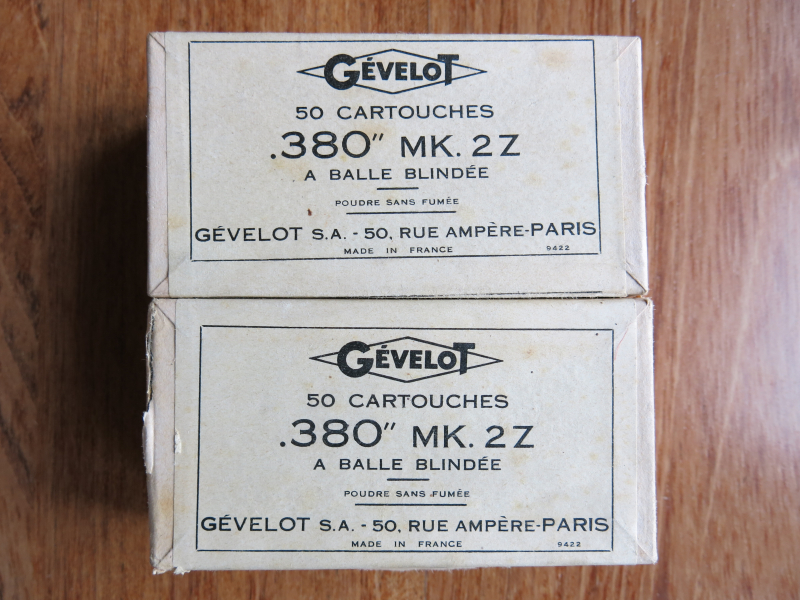 GÉVELOT
50 CARTOUCHES
.380" MK. 2Z
A BALLE BLINDÉE
POUDRE SANS FUMÉE
GÉVELOT S.A. - 50, RUE AMPÈRE-PARIS
MADE IN FRANCE 9422
GÉVELOT
50 CARTOUCHES
.380" MK. 2Z
A BALLE BLINDÉE
POUDRE SANS FUMÉE
GÉVELOT S.A. - 50, RUE AMPÈRE-PARIS
MADE IN FRANCE 9422